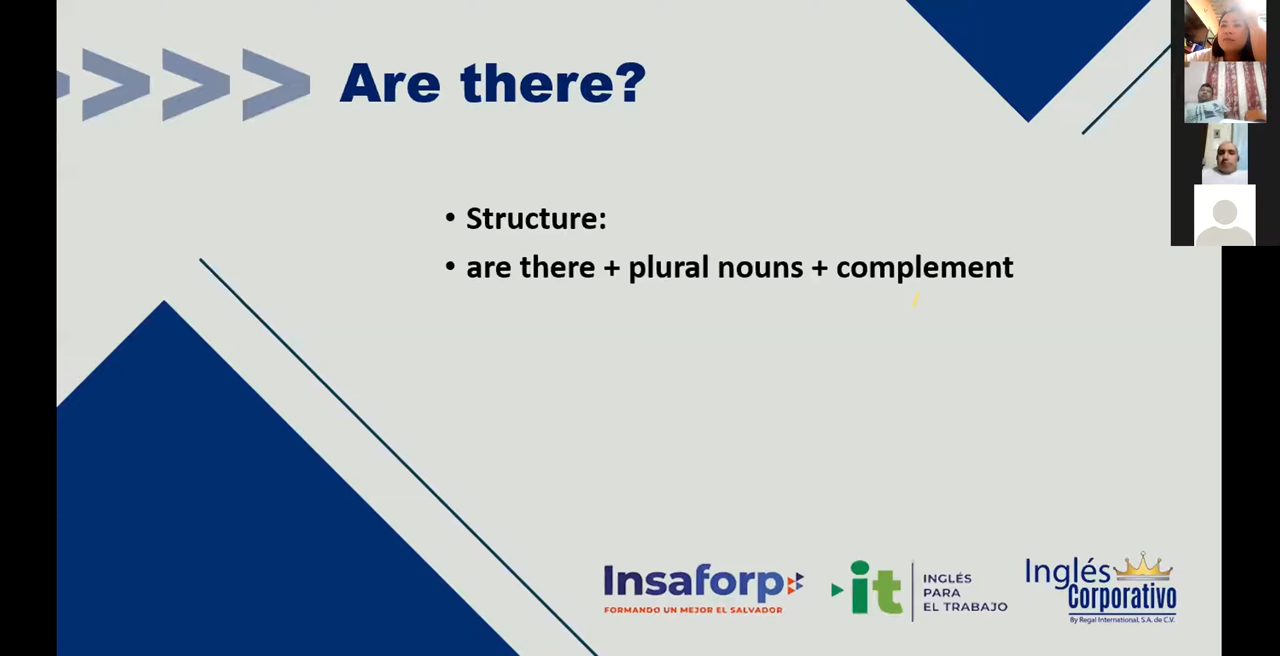 Are there?
• Structure:
• are there + plural nouns + complement
Insaforp
FORMANDO UN MEJOR EL SALVADOR
it
INGLÉS
PARA
EL TRABAJO
Inglés
Corporativo
By Regal International, S.A. de C.V.